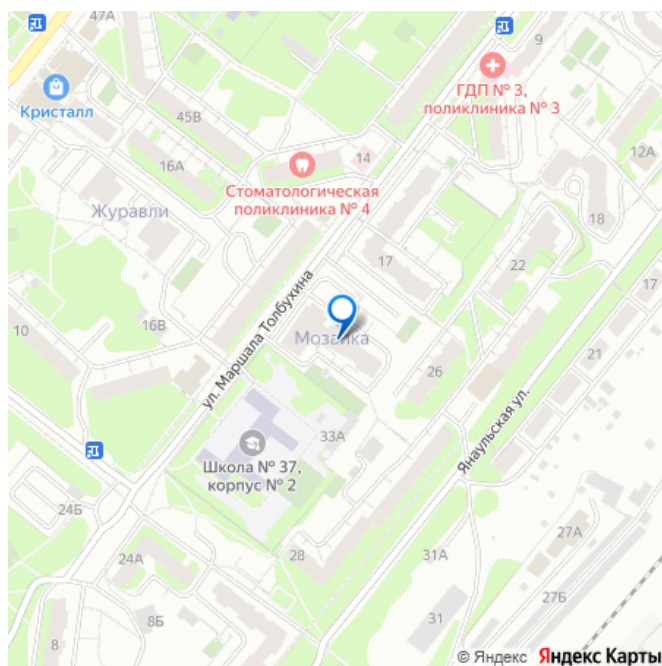 47А
9
ГДП № 3,
поликлиника № 3
Кристалл
45В
16А
14
12А
Стоматологическая
поликлиника № 4
Журавли
18
17
22
17
ул. Маршала Толбухина
10
16В
Мозаика
21
26
Янаульская ул.
33А
Школа № 37,
корпус № 2
24Б
27А
24А
28
31А
27Б
8Б
31
8
© Яндекс Яндекс Карты